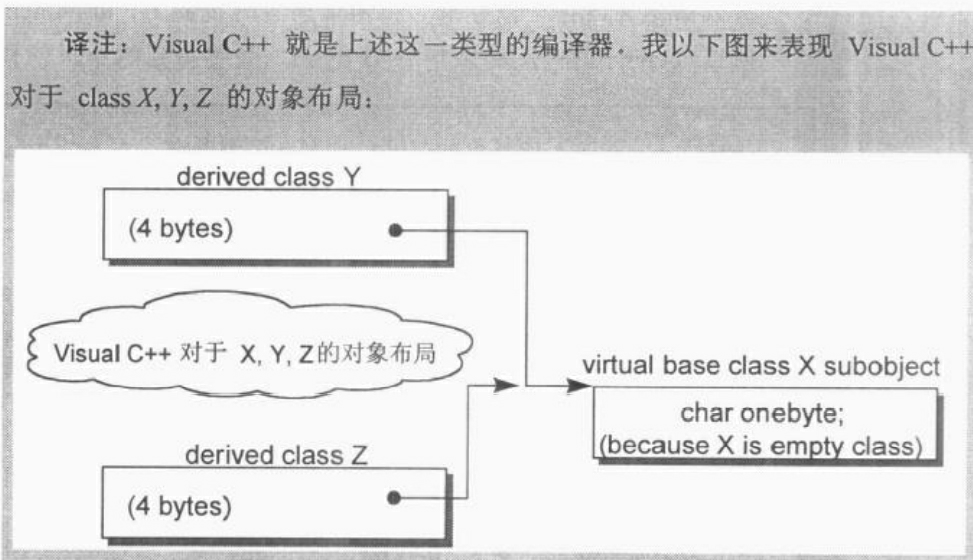 译注：Visual C++ 就是上述这一类型的编译器．我以下图来表现 Visual C++
对于 class X, Y, Z 的对象布局：
derived class Y
(4 bytes)
Visual C++ 对于 X, Y, Z的对象布局
virtual base class X subobject
char onebyte;
(because X is empty class)
derived class Z
(4 bytes)